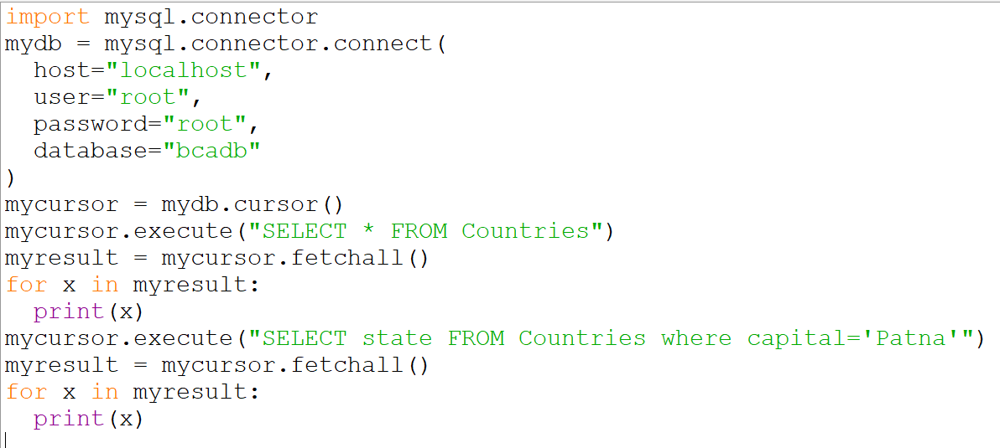 import mysql.connector
mydb = mysql.connector.connect(
  host="localhost",
  user="root",
  password="root",
  database="bcadb"
)
mycursor = mydb.cursor()
mycursor.execute("SELECT * FROM Countries")
myresult = mycursor.fetchall()
for x in myresult:
  print(x)
mycursor.execute("SELECT state FROM Countries where capital='Patna'")
myresult = mycursor.fetchall()
for x in myresult:
  print(x)